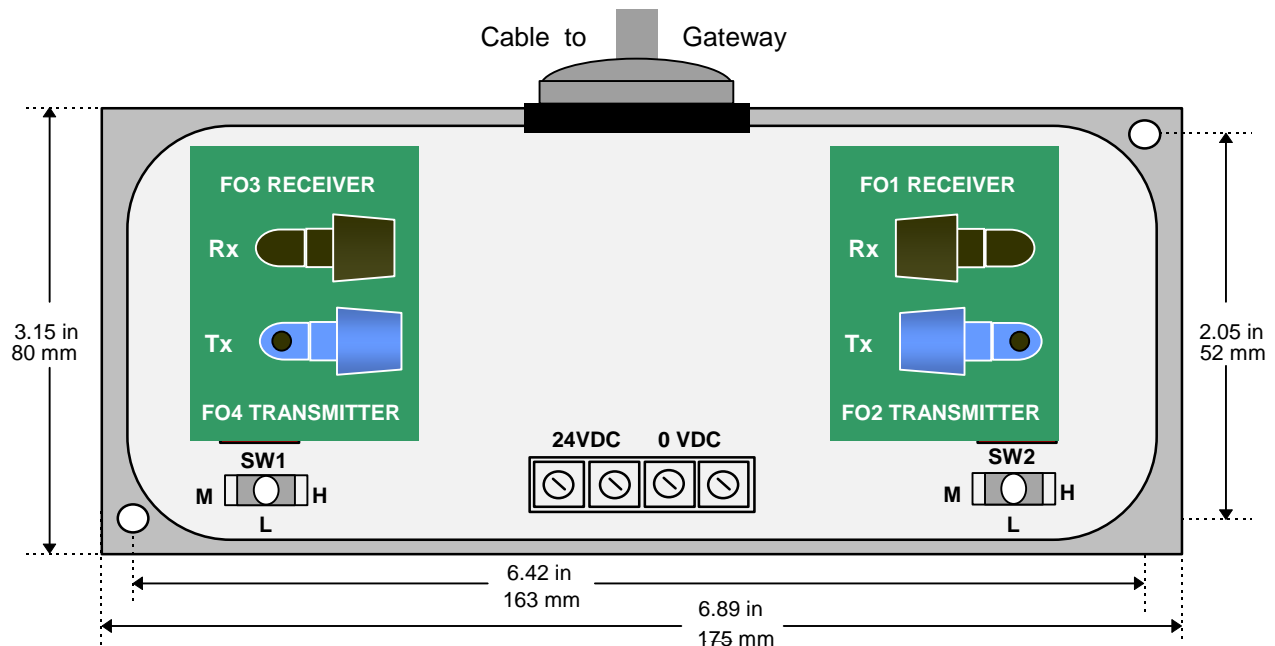 Cable to Gateway
FO3 RECEIVER
Rx
Tx
FO4 TRANSMITTER
FO1 RECEIVER
Rx
Tx
FO2 TRANSMITTER
3.15 in
80 mm
2.05 in
52 mm
SW1
M H
L
24VDC 0 VDC
SW2
M H
L
6.42 in
163 mm
6.89 in
175 mm